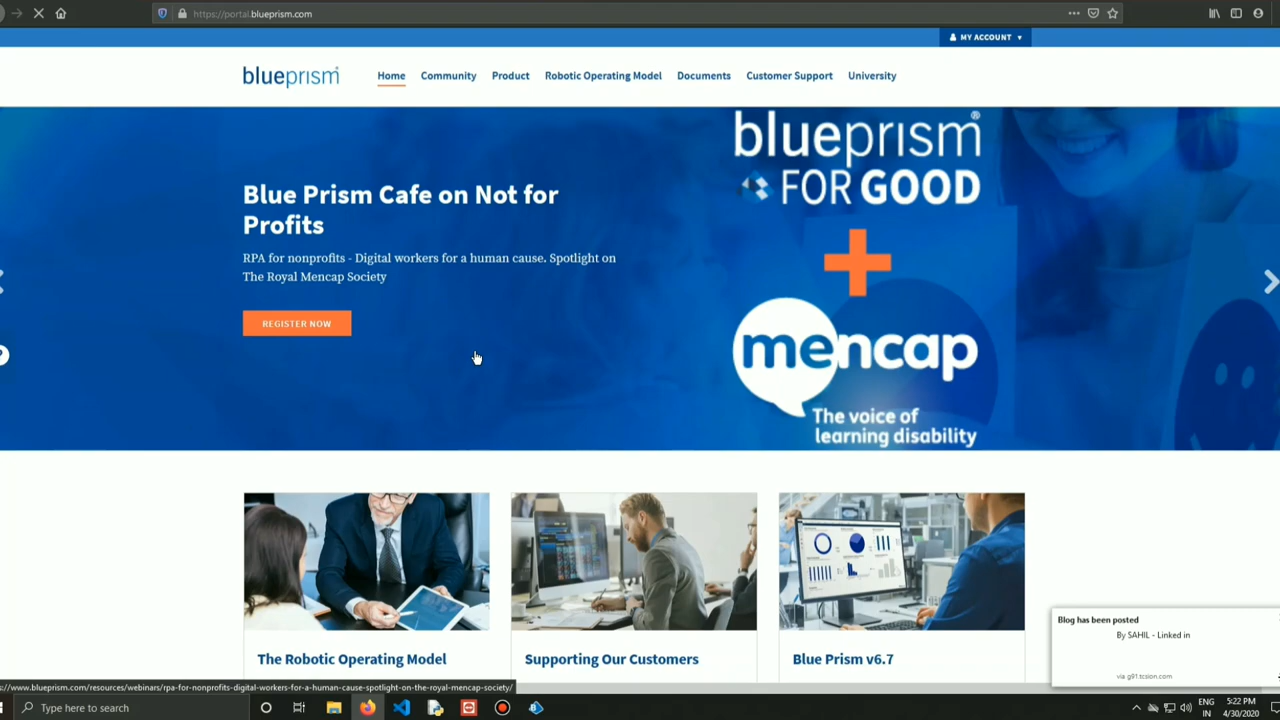 https://portal.blueprism.com
MY ACCOUNT
blueprism
Home
Community
Product
Robotic Operating Model
Documents
Customer Support
University
Blue Prism Cafe on Not for
Profits
RPA for nonprofits - Digital workers for a human cause. Spotlight on
The Royal Mencap Society
REGISTER NOW
blueprism®
FOR GOOD
mencap
The voice of
learning disability
The Robotic Operating Model
Supporting Our Customers
Blue Prism v6.7
Blog has been posted
By SAHIL - Linked in
via g91.tcsion.com
://www.blueprism.com/resources/webinars/rpa-for-nonprofits-digital-workers-for-a-human-cause-spotlight-on-the-royal-mencap-society/
Type here to search
ENG
IN
5:22 PM
4/30/2020